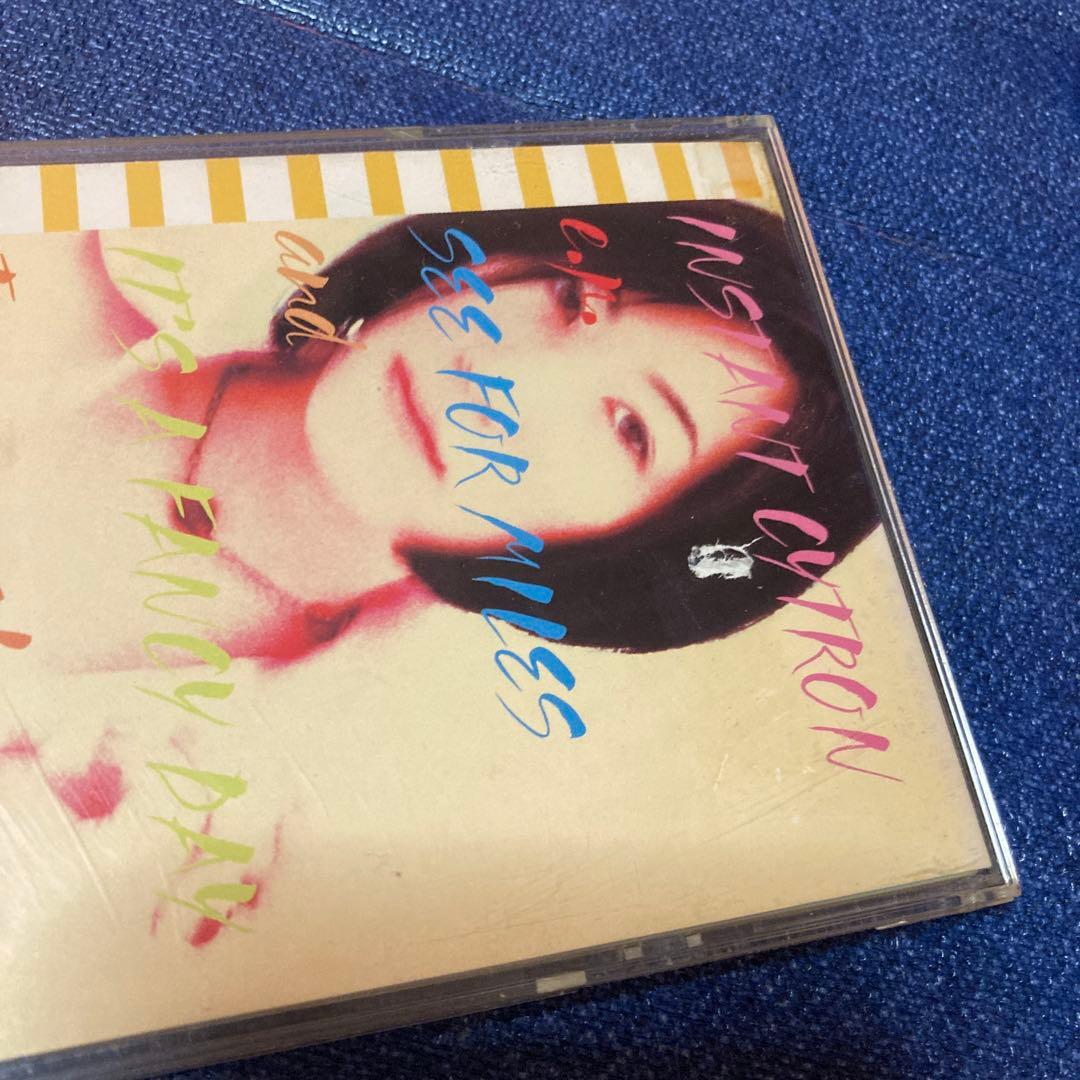 INSTANT CYTRON
e.p.
SEE FOR MILES
and
IT'S A FANCY DAY